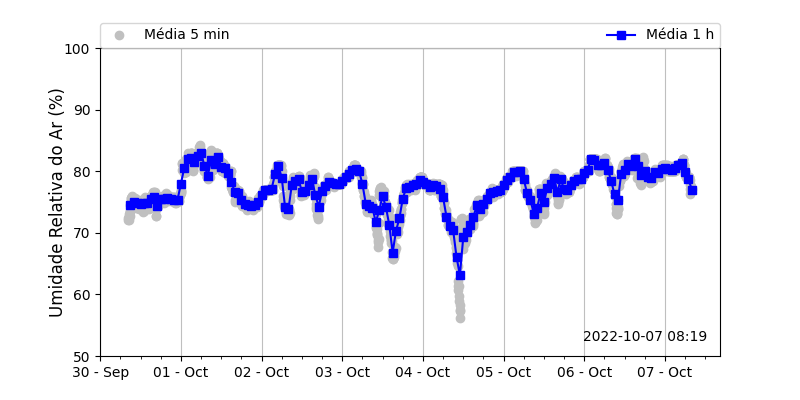 Média 5 min
Média 1 h
Umidade Relativa do Ar (%)
100
90
80
70
60
50
2022-10-07 08:19
30 - Sep
01 - Oct
02 - Oct
03 - Oct
04 - Oct
05 - Oct
06 - Oct
07 - Oct